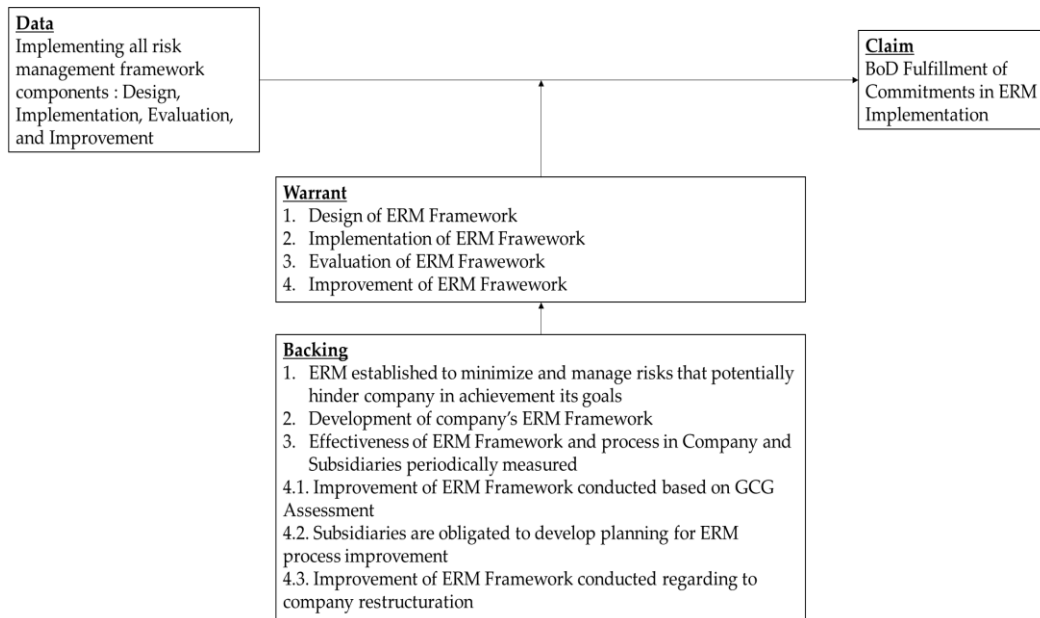 Data
Implementing all risk
management framework
components : Design,
Implementation, Evaluation,
and Improvement
Claim
BoD Fulfillment of
Commitments in ERM
Implementation
Warrant
1. Design of ERM Framework
2. Implementation of ERM Frawework
3. Evaluation of ERM Frawework
4. Improvement of ERM Frawework
Backing
1. ERM established to minimize and manage risks that potentially
hinder company in achievement its goals
2. Development of company's ERM Framework
3. Effectiveness of ERM Framework and process in Company and
Subsidiaries periodically measured
4.1. Improvement of ERM Framework conducted based on GCG
Assessment
4.2. Subsidiaries are obligated to develop planning for ERM
process improvement
4.3. Improvement of ERM Framework conducted regarding to
company restructuration